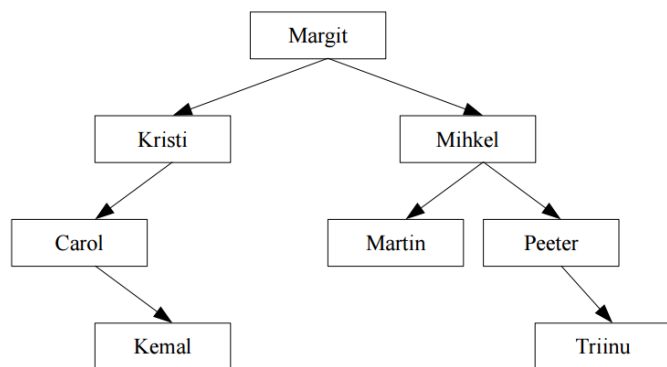 Margit
Kristi
Mihkel
Carol
Martin
Peeter
Kemal
Triinu